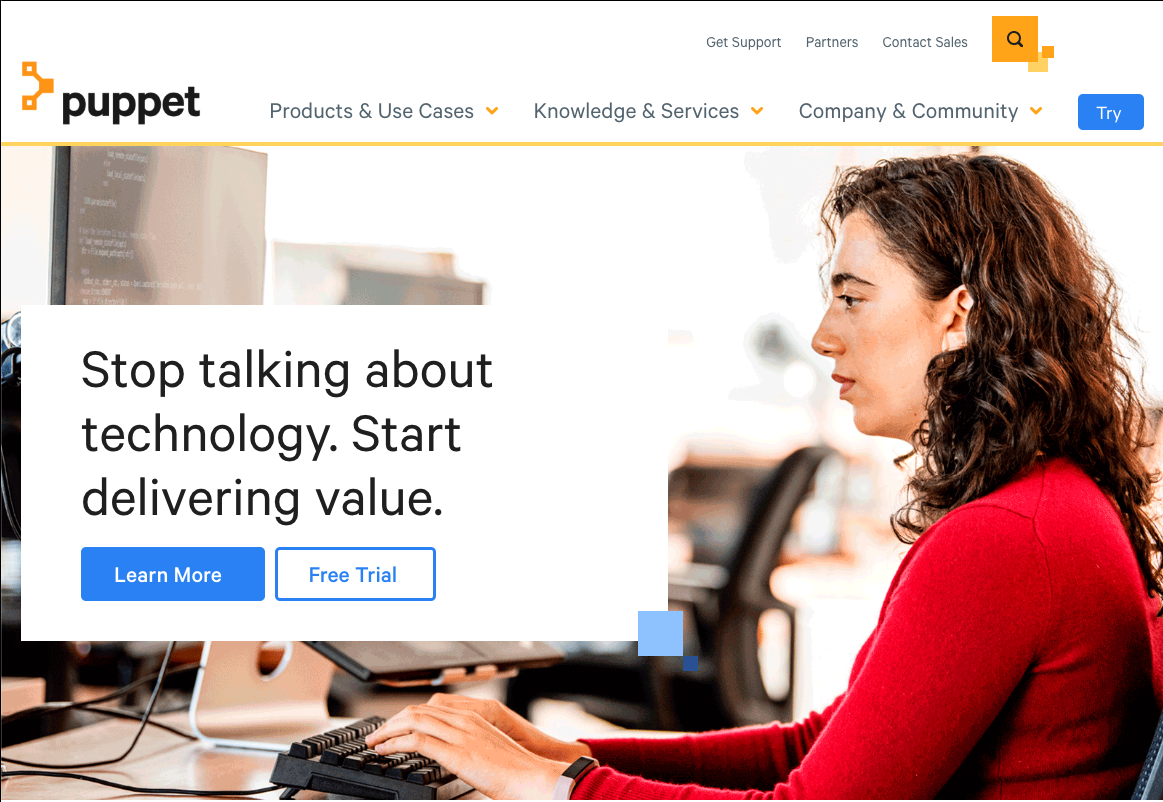 Get Support Partners Contact Sales
puppet
Products & Use Cases Knowledge & Services Company & Community Try
Stop talking about
technology. Start
delivering value.
Learn More Free Trial